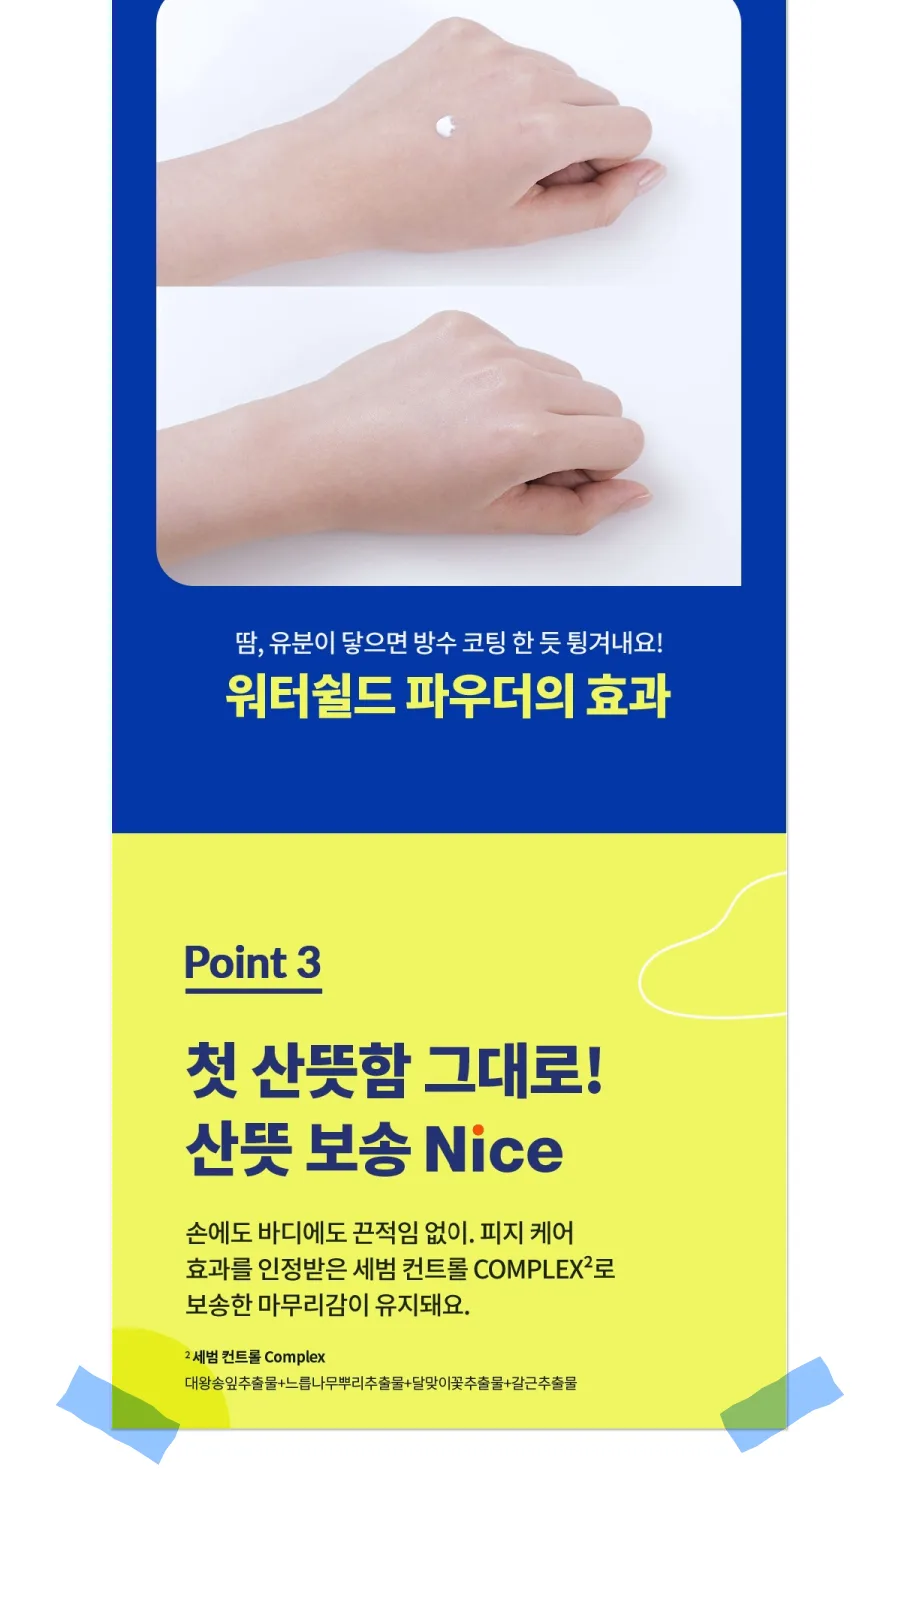 땀, 유분이 닿으면 방수 코팅 한 듯 튕겨내요!
워터쉴드 파우더의 효과
Point 3
첫 산뜻함 그대로!
산뜻 보송 Nice
손에도 바디에도 끈적임 없이. 피지 케어
효과를 인정받은 세범 컨트롤 COMPLEX²로
보송한 마무리감이 유지돼요.
² 세범 컨트롤 Complex
대왕송잎추출물+느릅나무뿌리추출물+달맞이꽃추출물+갈근추출물